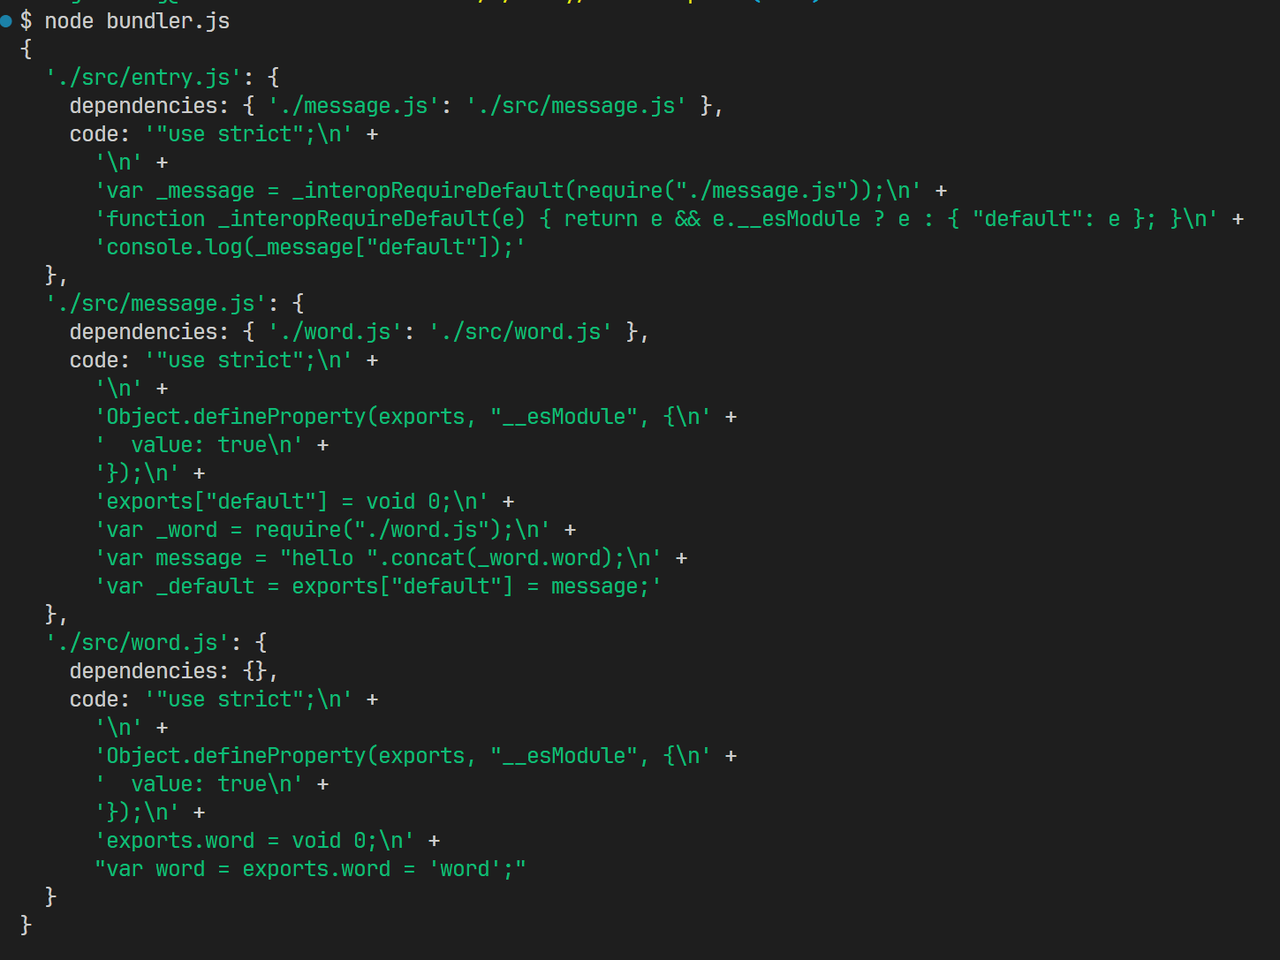 $ node bundler.js
{
  './src/entry.js': {
    dependencies: { './message.js': './src/message.js' },
    code: '"use strict";\n' +
      '\n' +
      'var _message = _interopRequireDefault(require("./message.js"));\n' +
      'function _interopRequireDefault(e) { return e && e.__esModule ? e : { "default": e }; }\n' +
      'console.log(_message["default"]);'
  },
  './src/message.js': {
    dependencies: { './word.js': './src/word.js' },
    code: '"use strict";\n' +
      '\n' +
      'Object.defineProperty(exports, "__esModule", {\n' +
      '  value: true\n' +
      '});\n' +
      'exports["default"] = void 0;\n' +
      'var _word = require("./word.js");\n' +
      'var message = "hello ".concat(_word.word);\n' +
      'var _default = exports["default"] = message;'
  },
  './src/word.js': {
    dependencies: {},
    code: '"use strict";\n' +
      '\n' +
      'Object.defineProperty(exports, "__esModule", {\n' +
      '  value: true\n' +
      '});\n' +
      'exports.word = void 0;\n' +
      "var word = exports.word = 'word';"
  }
}